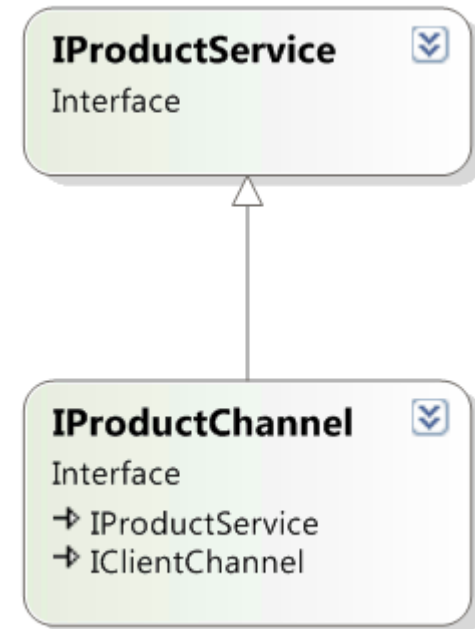 IProductService
Interface
IProductChannel
Interface
IProductService
IClientChannel